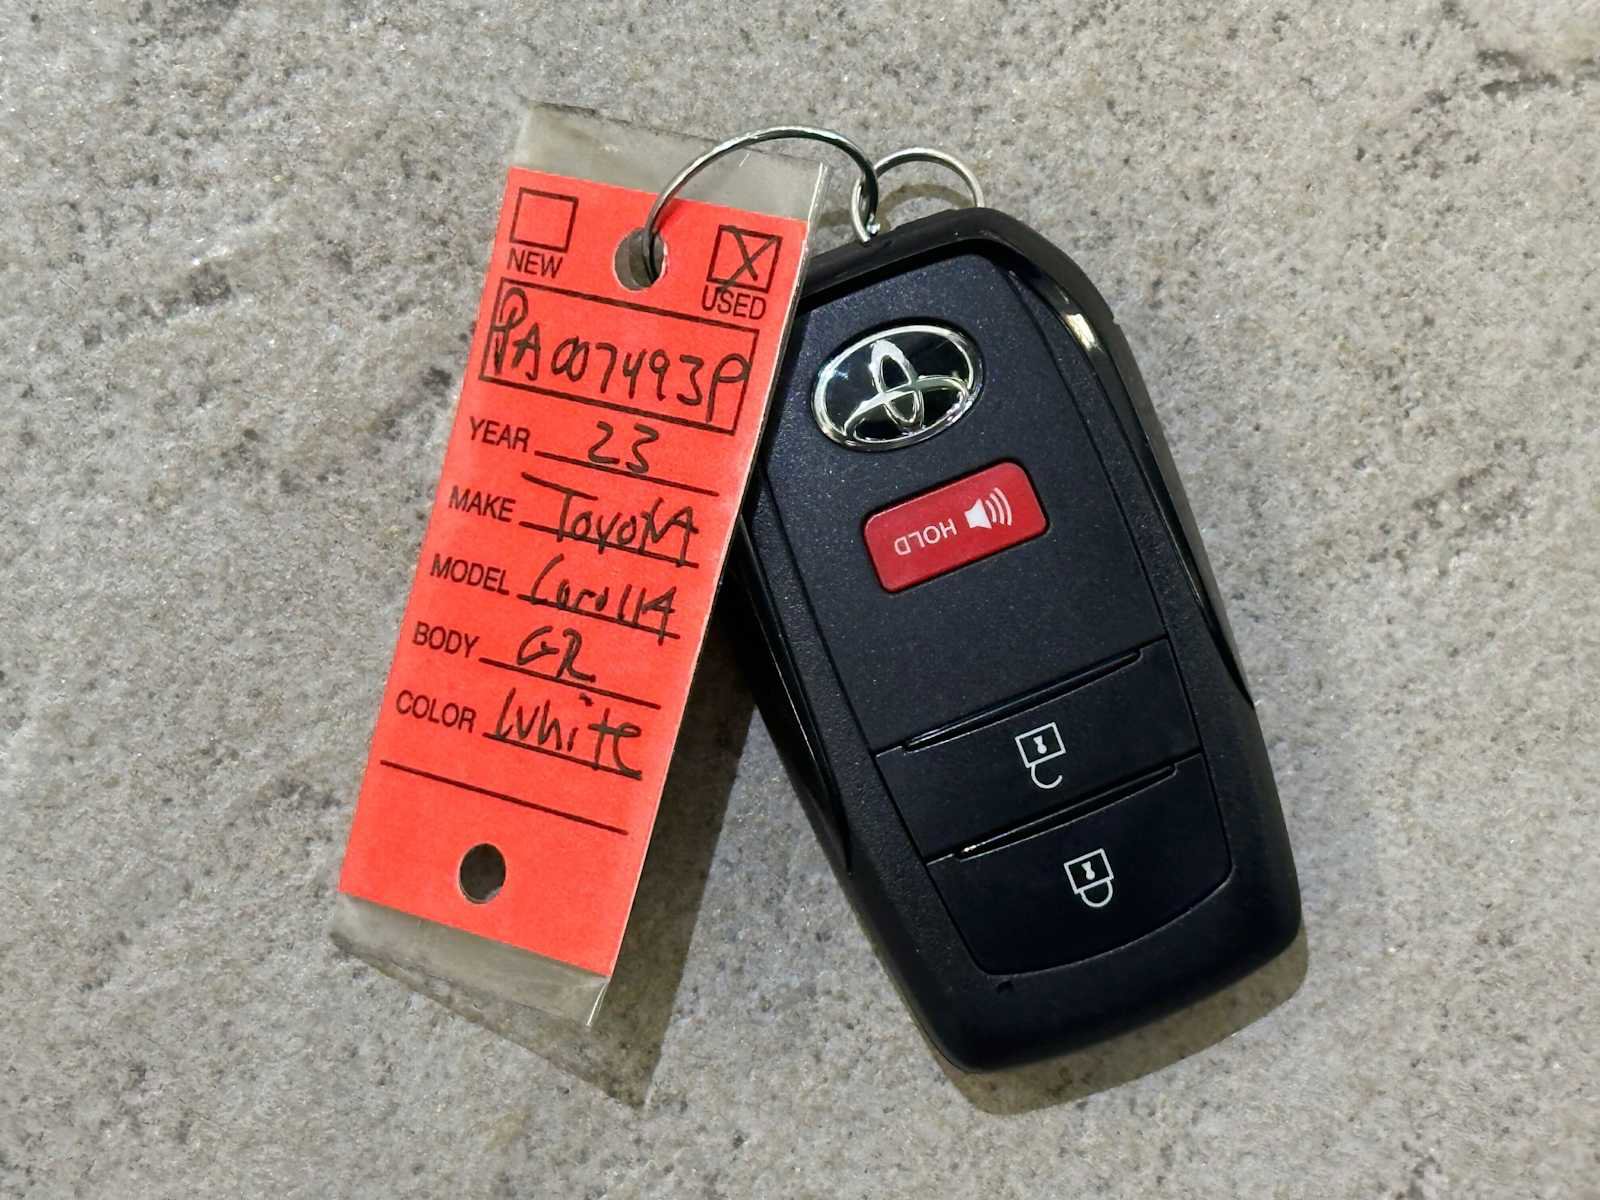 NEW USED
PA007493P
YEAR 23
MAKE Toyota
MODEL Corolla
BODY GR
COLOR White
HOLD